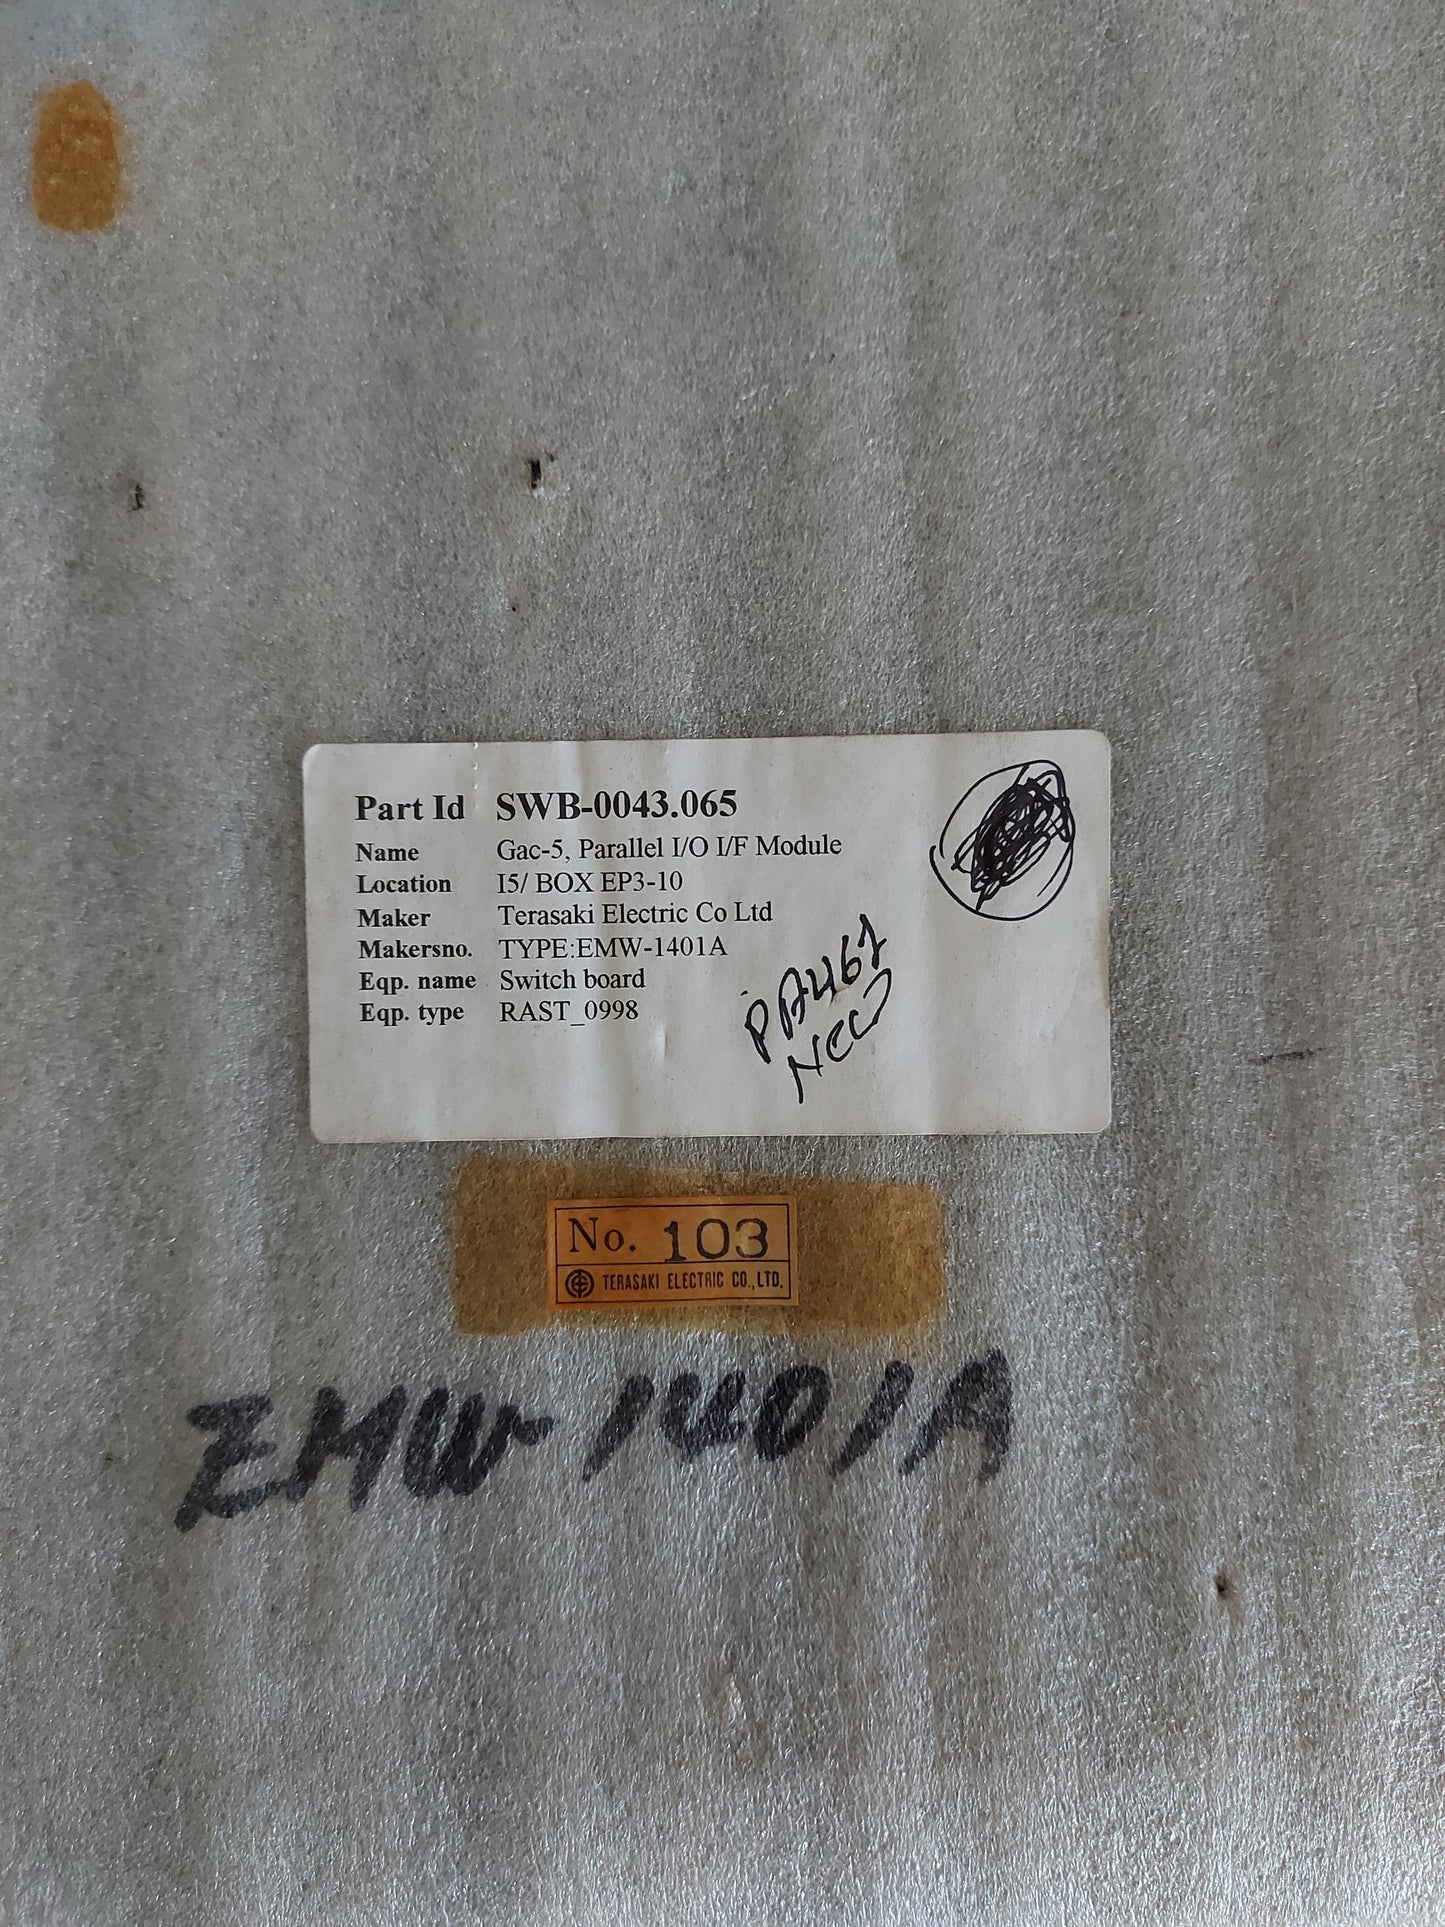 Part Id SWB-0043.065
Name Gac-5, Parallel I/O I/F Module
Location I5/ BOX EP3-10
Maker Terasaki Electric Co Ltd
Makersno. TYPE:EMW-1401A
Eqp. name Switch board
Eqp. type RAST_0998
No. 103
TERASAKI ELECTRIC CO.,LTD.
EMW-1401A